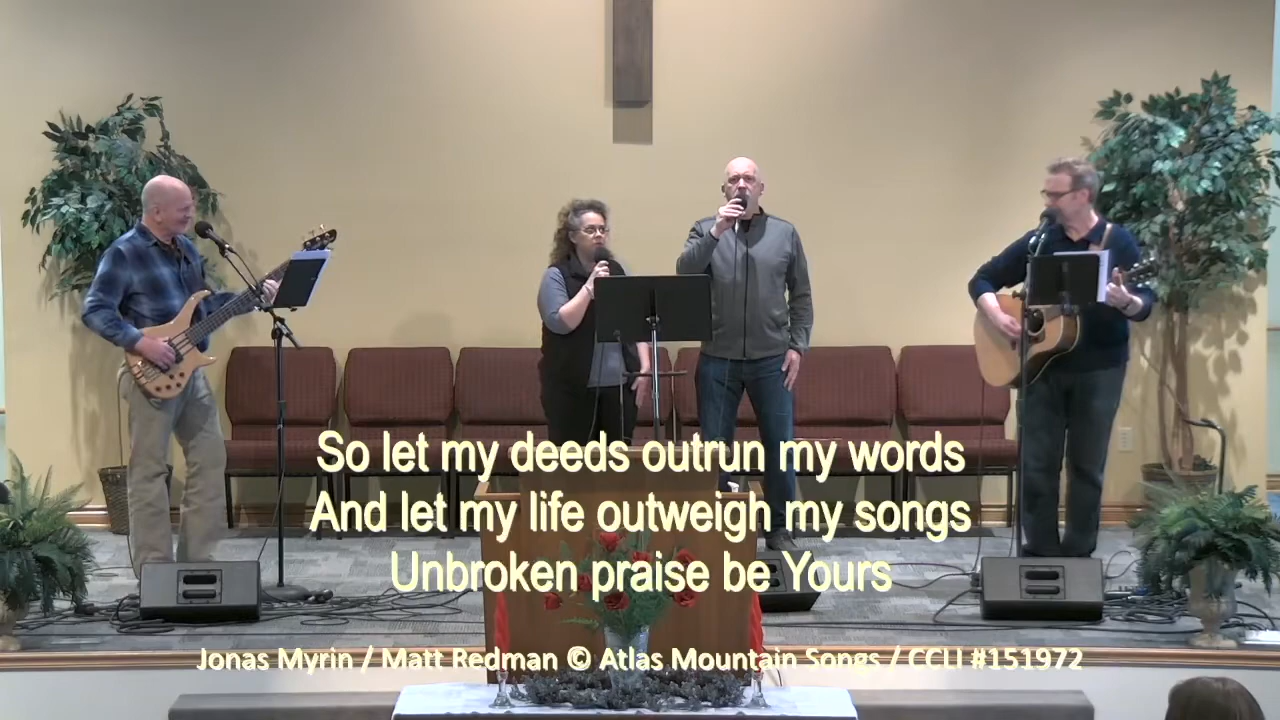 So let my deeds outrun my words
And let my life outweigh my songs
Unbroken praise be Yours
Jonas Myrin / Matt Redman © Atlas Mountain Songs / CCLI #151972